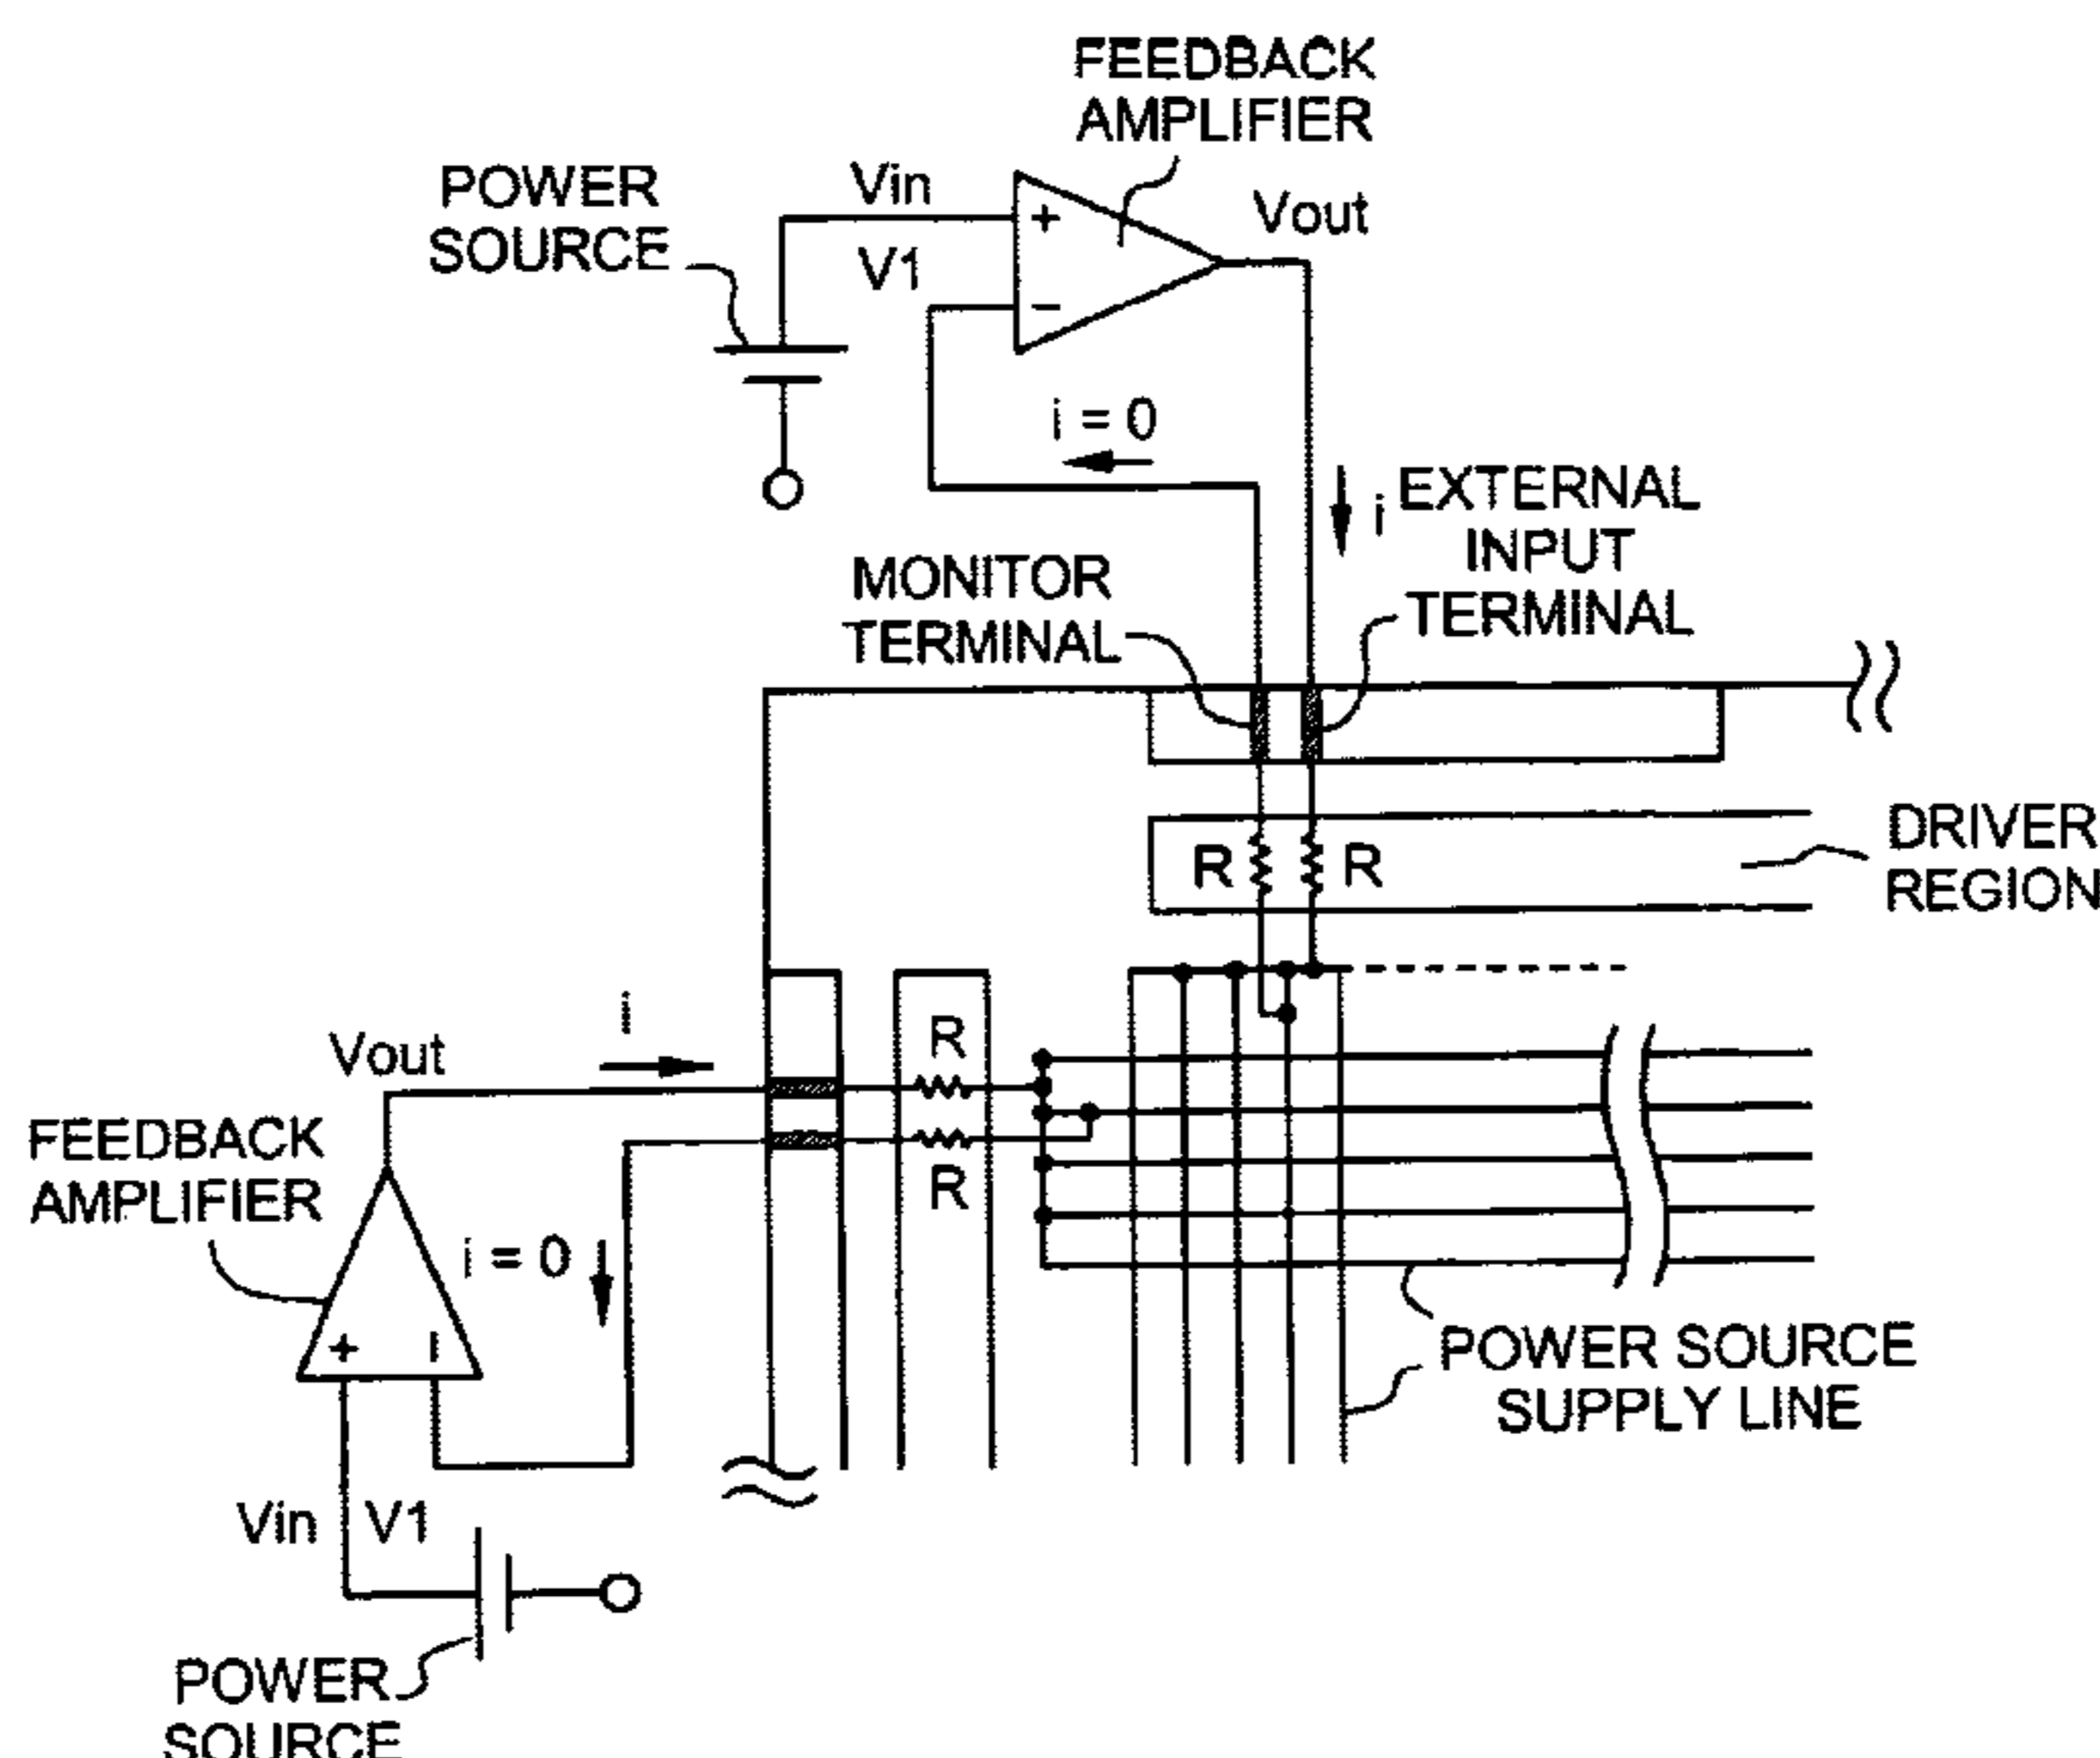 FEEDBACK
AMPLIFIER
POWER
SOURCE
Vin
V1
+
−
Vout
i = 0
i
EXTERNAL
INPUT
TERMINAL
MONITOR
TERMINAL
R
R
DRIVER
REGION
i
Vout
R
R
FEEDBACK
AMPLIFIER
i = 0
+
−
POWER SOURCE
SUPPLY LINE
Vin
V1
POWER
SOURCE